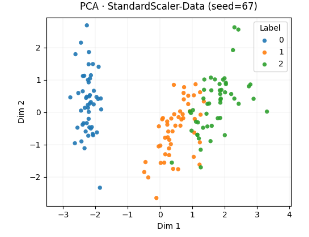 PCA · StandardScaler-Data (seed=67)
Label
0
1
2
Dim 2
2
1
0
−1
−2
−3 −2 −1 0 1 2 3 4
Dim 1